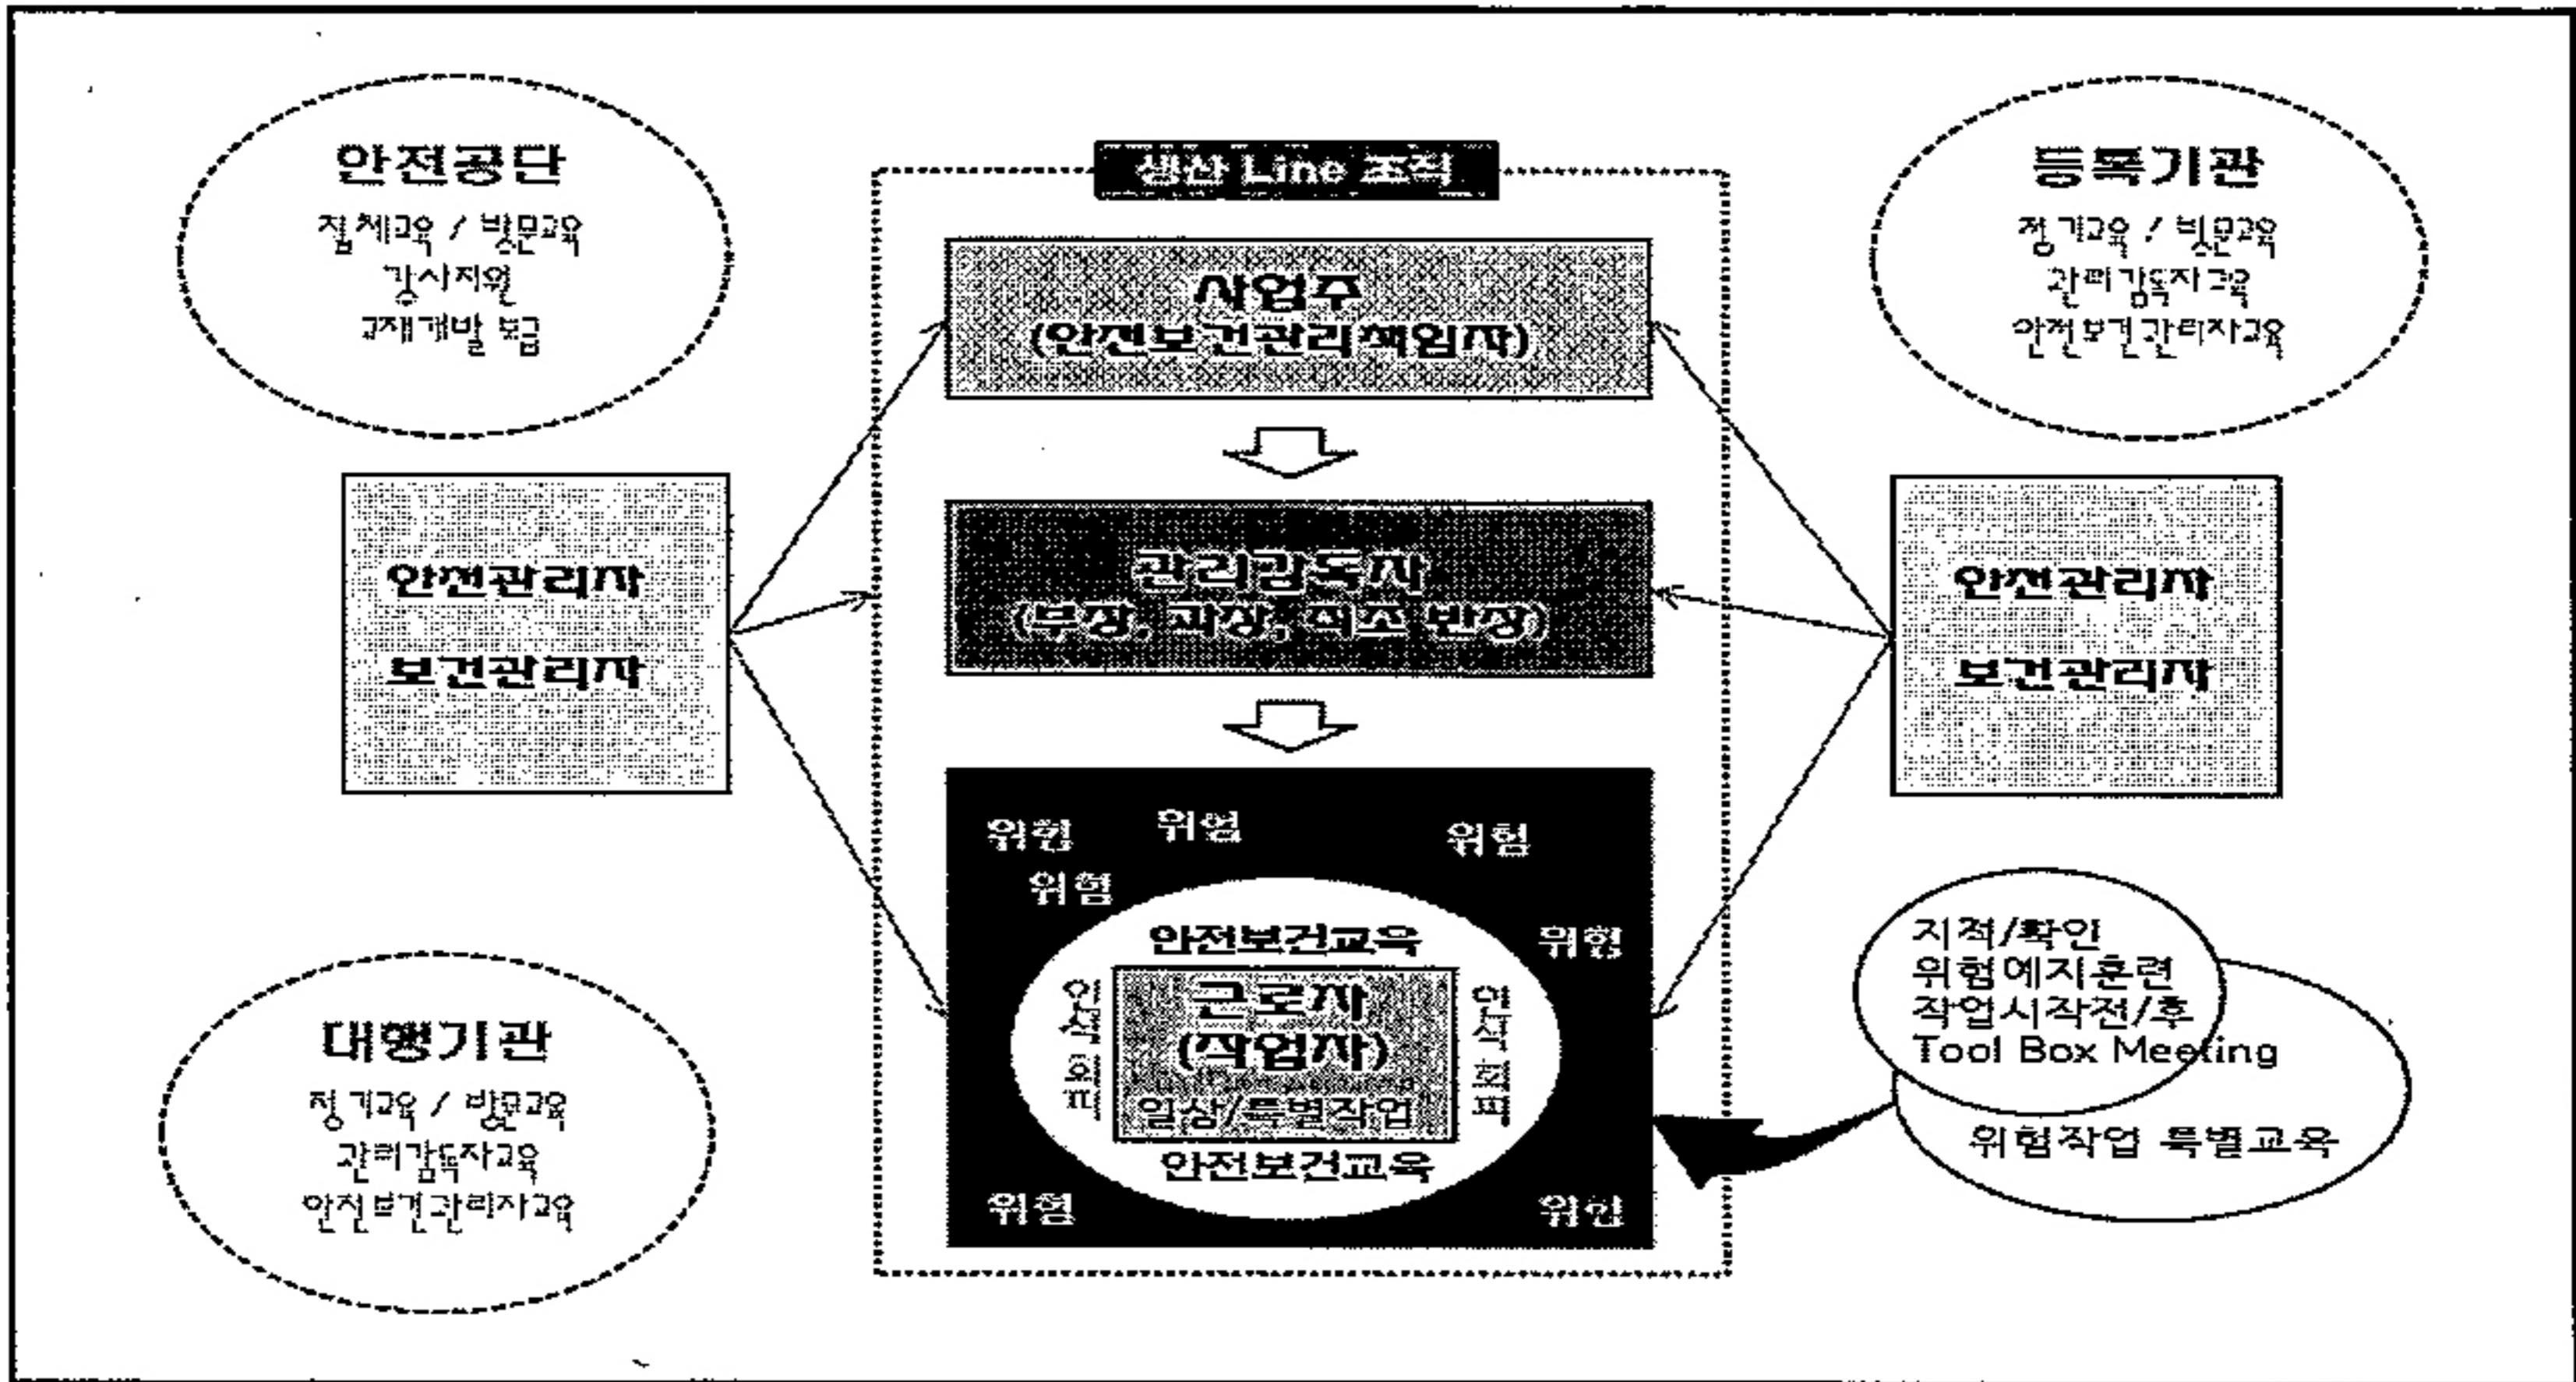 안전공단
집체교육 / 방문교육
강사지원
교재개발 보급
생산 Line 조직
사업주
(안전보건관리책임자)
등록기관
정기교육 / 방문교육
관리감독자교육
안전보건관리자교육
안전관리자
보건관리자
관리감독자
(부장, 과장, 직조 반장)
안전관리자
보건관리자
위험
위험
위험
위험
위험
안전보건교육
근로자
(작업자)
일상/특별작업
표준작업
안전보건교육
위험
위험
대행기관
정기교육 / 방문교육
관리감독자교육
안전보건관리자교육
지적/확인
위험예지훈련
작업시작전/후
Tool Box Meeting
위험작업 특별교육